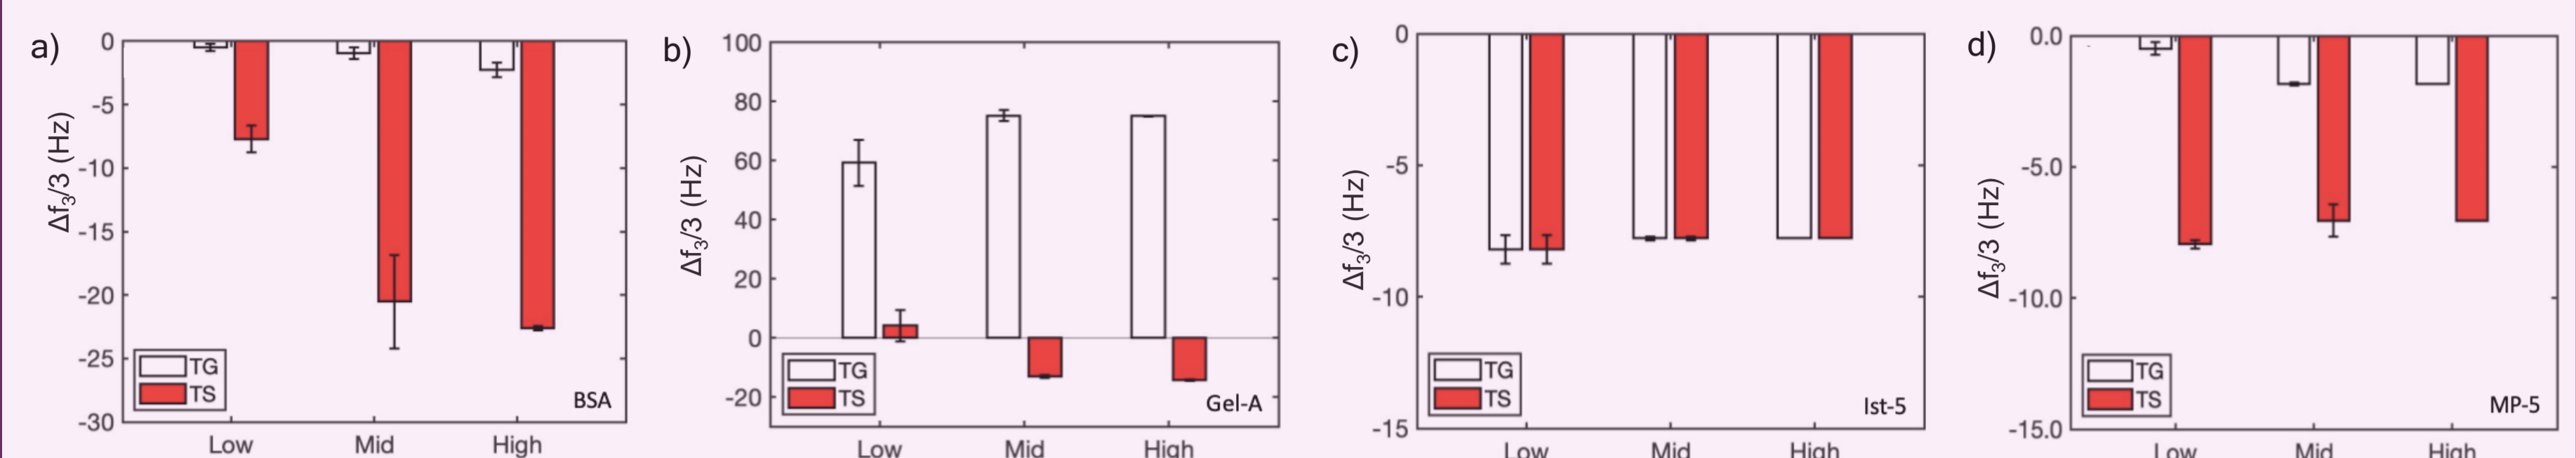 a)
Δf₃/3 (Hz)
0
-5
-10
-15
-20
-25
-30
TG
TS
BSA
Low Mid High
b)
Δf₃/3 (Hz)
100
80
60
40
20
0
-20
TG
TS
Gel-A
Low Mid High
c)
Δf₃/3 (Hz)
0
-5
-10
-15
TG
TS
Ist-5
Low Mid High
d)
Δf₃/3 (Hz)
0.0
-5.0
-10.0
-15.0
TG
TS
MP-5
Low Mid High